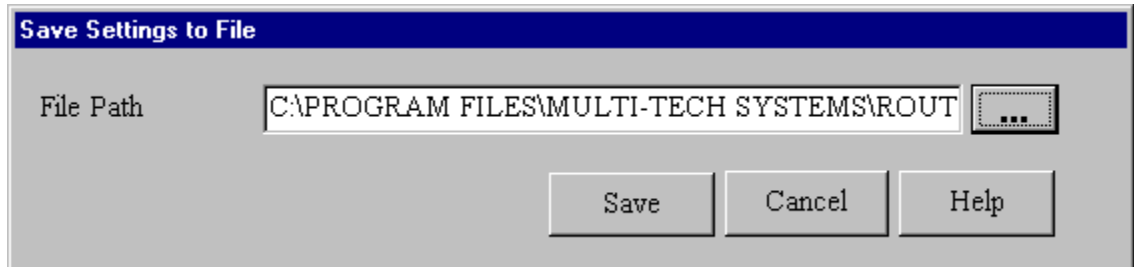 Save Settings to File
File Path C:\PROGRAM FILES\MULTI-TECH SYSTEMS\ROUT ...
Save Cancel Help